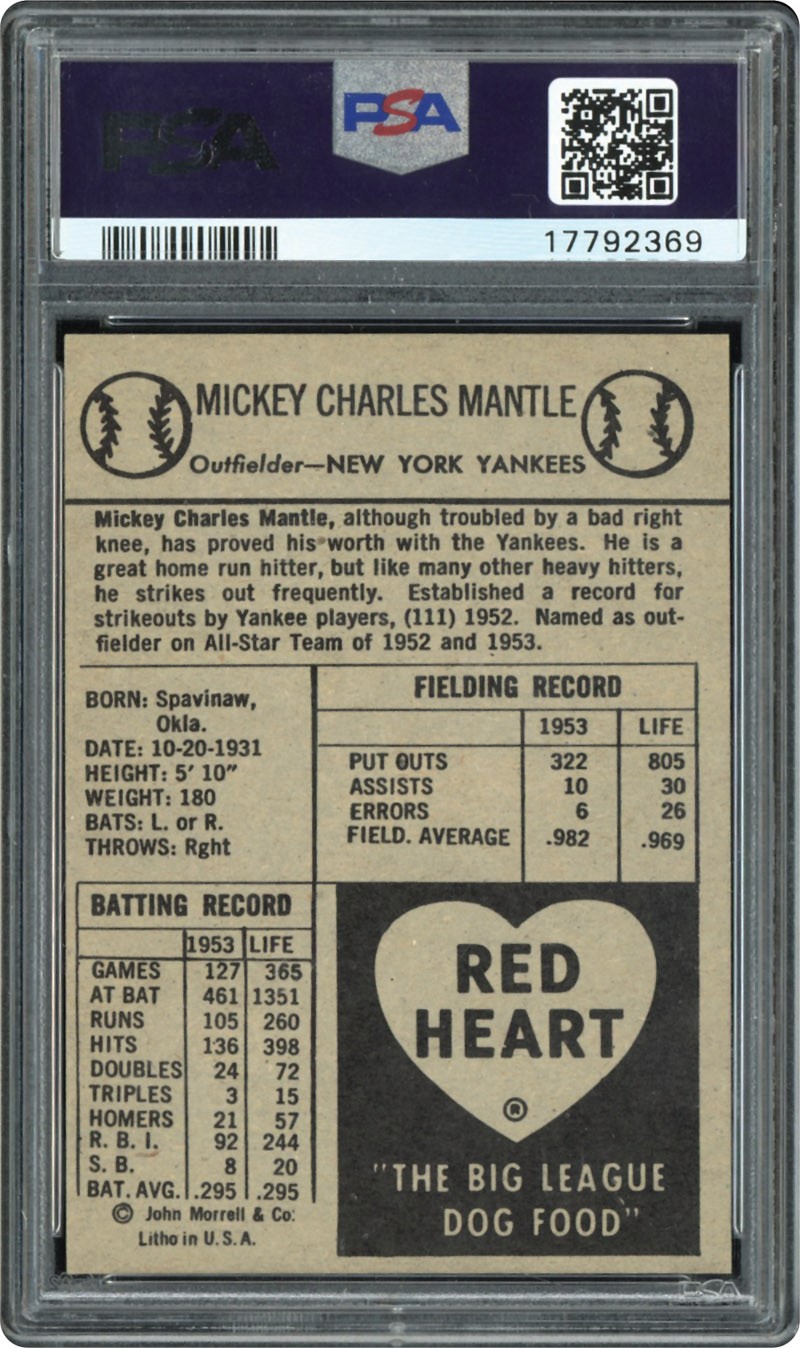 PSA
PSA
17792369
MICKEY CHARLES MANTLE
Outfielder—NEW YORK YANKEES
Mickey Charles Mantle, although troubled by a bad right
knee, has proved his worth with the Yankees. He is a
great home run hitter, but like many other heavy hitters,
he strikes out frequently. Established a record for
strikeouts by Yankee players, (111) 1952. Named as out-
fielder on All-Star Team of 1952 and 1953.
BORN: Spavinaw,
Okla.
DATE: 10-20-1931
HEIGHT: 5' 10"
WEIGHT: 180
BATS: L. or R.
THROWS: Rght
FIELDING RECORD
1953 LIFE
PUT OUTS 322 805
ASSISTS 10 30
ERRORS 6 26
FIELD. AVERAGE .982 .969
BATTING RECORD
1953 LIFE
GAMES 127 365
AT BAT 461 1351
RUNS 105 260
HITS 136 398
DOUBLES 24 72
TRIPLES 3 15
HOMERS 21 57
R. B. I. 92 244
S. B. 8 20
BAT. AVG. .295 .295
© John Morrell & Co:
Litho in U.S.A.
RED
HEART
®
"THE BIG LEAGUE
DOG FOOD"
PSA